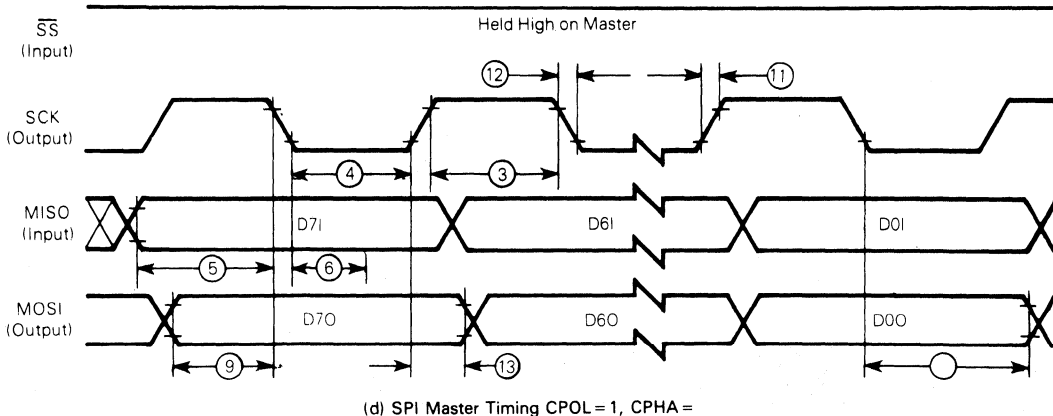 Held High on Master
SS
(Input)
12
11
SCK
(Output)
4
3
MISO
(Input)
D7I
D6I
D0I
5
6
MOSI
(Output)
D7O
D6O
D0O
9
13
(d) SPI Master Timing CPOL=1, CPHA=